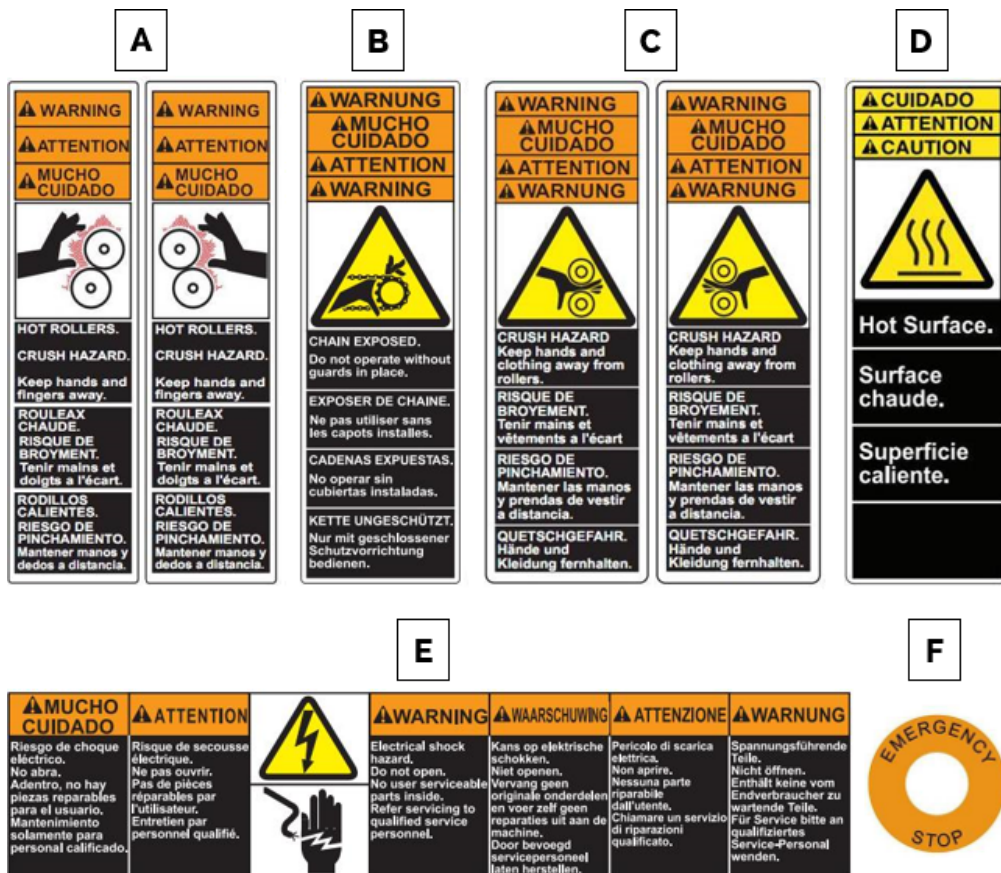 A
B
C
D
WARNING
ATTENTION
MUCHO
CUIDADO
HOT ROLLERS.
CRUSH HAZARD.
Keep hands and
fingers away.
ROULEAX
CHAUDE.
RISQUE DE
BROYMENT.
Tenir mains et
doigts a l'écart.
RODILLOS
CALIENTES.
RIESGO DE
PINCHAMIENTO.
Mantener manos y
dedos a distancia.
WARNING
ATTENTION
MUCHO
CUIDADO
HOT ROLLERS.
CRUSH HAZARD.
Keep hands and
fingers away.
ROULEAX
CHAUDE.
RISQUE DE
BROYMENT.
Tenir mains et
doigts a l'écart.
RODILLOS
CALIENTES.
RIESGO DE
PINCHAMIENTO.
Mantener manos y
dedos a distancia.
WARNUNG
MUCHO
CUIDADO
ATTENTION
WARNING
CHAIN EXPOSED.
Do not operate without
guards in place.
EXPOSER DE CHAINE.
Ne pas utiliser sans
les capots installes.
CADENAS EXPUESTAS.
No operar sin
cubiertas instaladas.
KETTE UNGESCHÜTZT.
Nur mit geschlossener
Schutzvorrichtung
bedienen.
WARNING
MUCHO
CUIDADO
ATTENTION
WARNUNG
CRUSH HAZARD
Keep hands and
clothing away from
rollers.
RISQUE DE
BROYEMENT.
Tenir mains et
vêtements a l'écart
RIESGO DE
PINCHAMIENTO.
Mantener las manos
y prendas de vestir
a distancia.
QUETSCHGEFAHR.
Hände und
Kleidung fernhalten.
WARNING
MUCHO
CUIDADO
ATTENTION
WARNUNG
CRUSH HAZARD
Keep hands and
clothing away from
rollers.
RISQUE DE
BROYEMENT.
Tenir mains et
vêtements a l'écart
RIESGO DE
PINCHAMIENTO.
Mantener las manos
y prendas de vestir
a distancia.
QUETSCHGEFAHR.
Hände und
Kleidung fernhalten.
CUIDADO
ATTENTION
CAUTION
Hot Surface.
Surface
chaude.
Superficie
caliente.
E
F
MUCHO
CUIDADO
Riesgo de choque
eléctrico.
No abra.
Adentro, no hay
piezas reparables
para el usuario.
Mantenimiento
solamente para
personal calificado.
ATTENTION
Risque de secousse
électrique.
Ne pas ouvrir.
Pas de pièces
réparables par
l'utilisateur.
Entretien par
personnel qualifié.
WARNING
Electrical shock
hazard.
Do not open.
No user serviceable
parts inside.
Refer servicing to
qualified service
personnel.
WAARSCHUWING
Kans op elektrische
schokken.
Niet openen.
Vervang geen
originale onderdelen
en voer zelf geen
reparaties uit aan de
machine.
Door bevoegd
servicepersoneel
laten herstellen.
ATTENZIONE
Pericolo di scarica
elettrica.
Non aprire.
Nessuna parte
riparabile
dall'utente.
Chiamare un servizio
di riparazioni
qualificato.
WARNUNG
Spannungsführende
Teile.
Nicht öffnen.
Enthält keine vom
Endverbraucher zu
wartende Teile.
Für Service bitte an
qualifiziertes
Service-Personal
wenden.
EMERGENCY
STOP